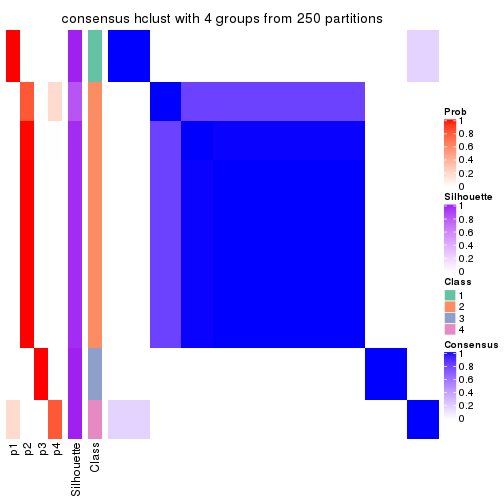 consensus hclust with 4 groups from 250 partitions
Prob
1
0.8
0.6
0.4
0.2
0
Silhouette
1
0.8
0.6
0.4
0.2
0
Class
1
2
3
4
Consensus
1
0.8
0.6
0.4
0.2
0
p1
p2
p3
p4
Silhouette
Class